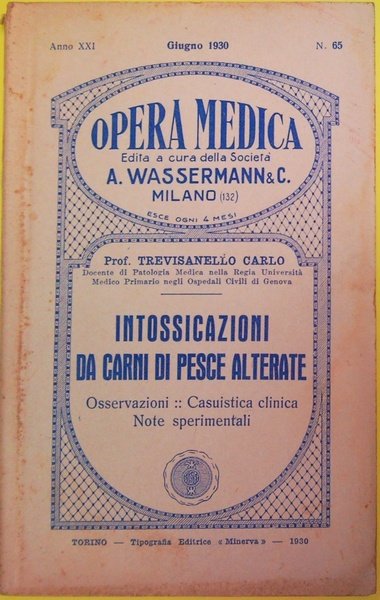 Anno XXI Giugno 1930 N. 65
OPERA MEDICA
Edita a cura della Società
A. WASSERMANN & C.
MILANO (132)
ESCE OGNI 4 MESI
Prof. TREVISANELLO CARLO
Docente di Patologia Medica nella Regia Università
Medico Primario negli Ospedali Civili di Genova
INTOSSICAZIONI
DA CARNI DI PESCE ALTERATE
Osservazioni :: Casuistica clinica
Note sperimentali
TORINO — Tipografia Editrice « Minerva » — 1930